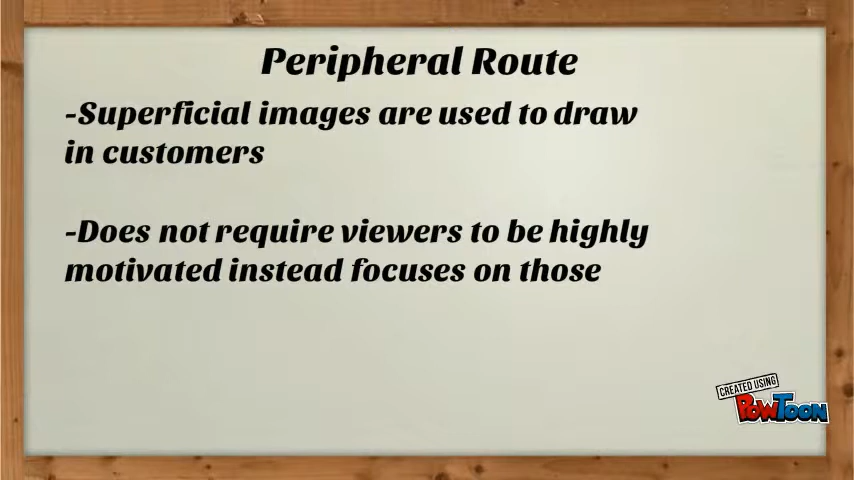 Peripheral Route
-Superficial images are used to draw
in customers
-Does not require viewers to be highly
motivated instead focuses on those
CREATED USING
PowToon